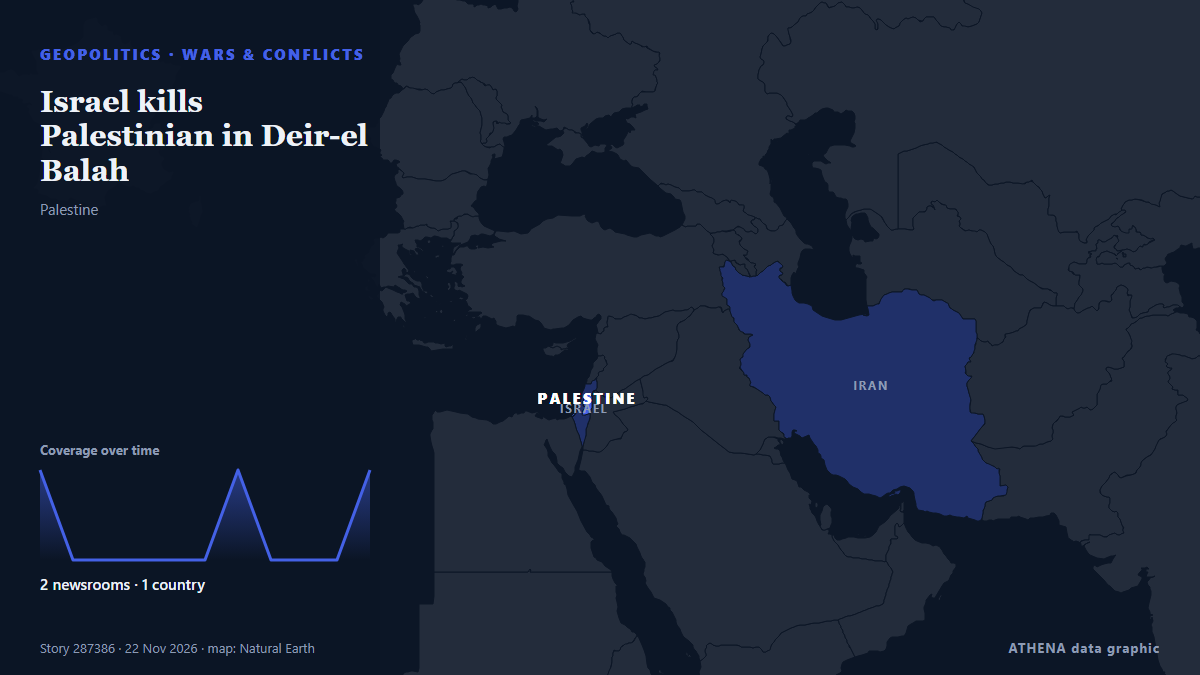 GEOPOLITICS · WARS & CONFLICTS
Israel kills
Palestinian in Deir-el
Balah
Palestine
IRAN
PALESTINE
ISRAEL
Coverage over time
2 newsrooms · 1 country
Story 287386 · 22 Nov 2026 · map: Natural Earth
ATHENA data graphic